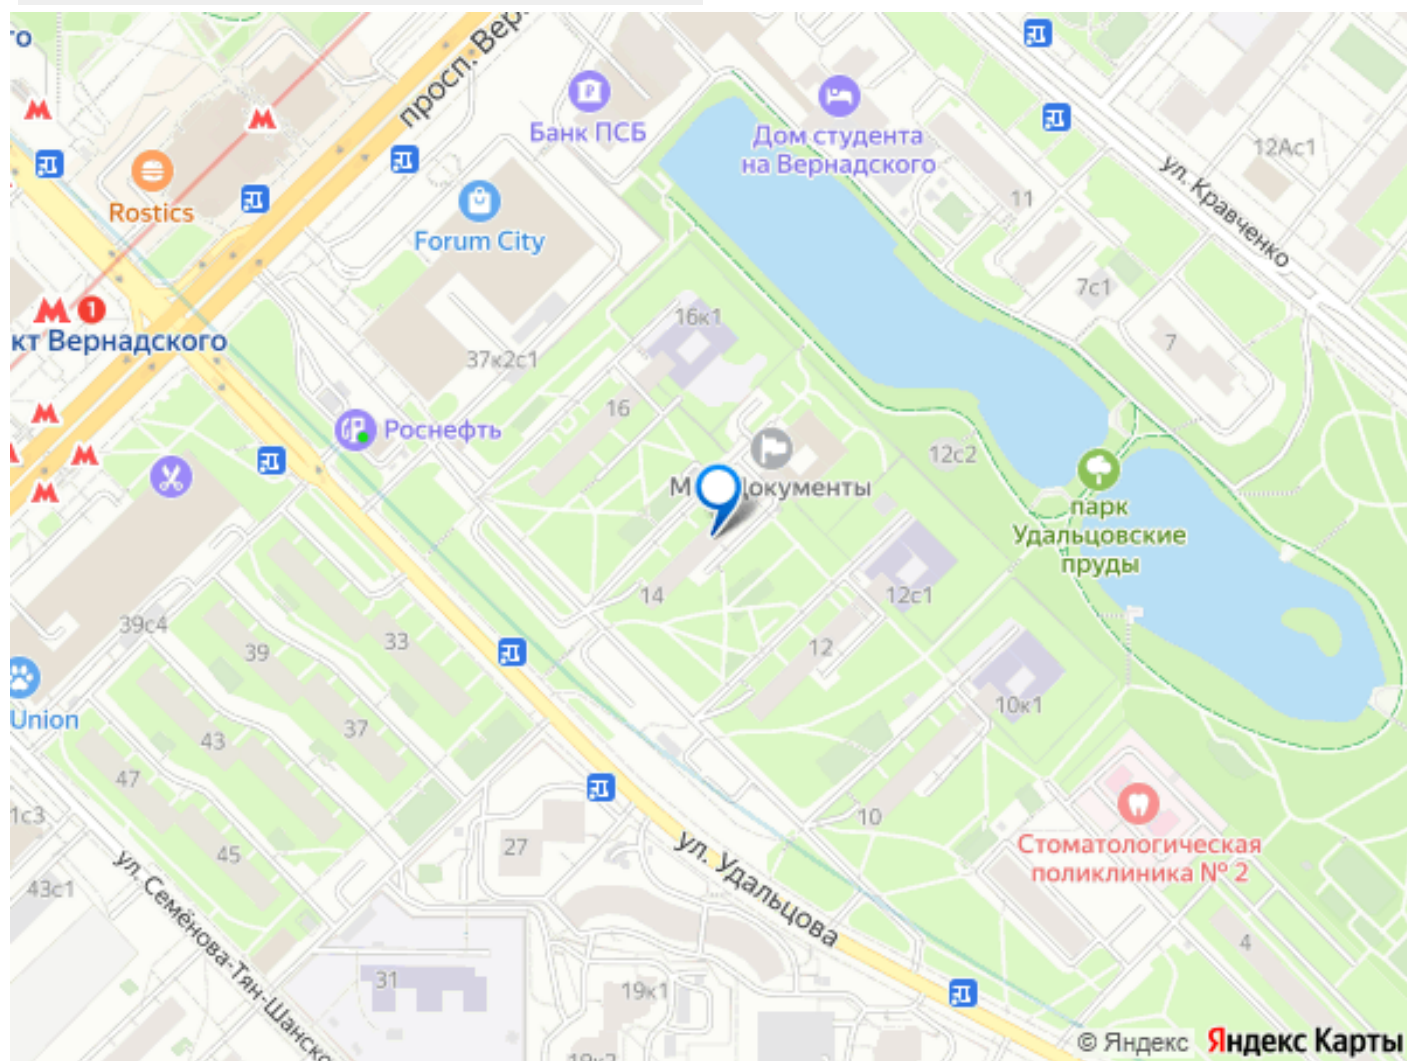 го
просп. Вер
Банк ПСБ
Дом студента
на Вернадского
12Ас1
ул. Кравченко
Rostics
Forum City
11
7с1
7
1
кт Вернадского
16к1
37к2с1
16
Роснефть
12с2
Документы
парк
Удальцовские
пруды
14
12с1
39с4
39
33
12
10к1
Union
43
37
47
10
1с3
27
Стоматологическая
поликлиника № 2
45
43с1
ул. Удальцова
ул. Семёнова-Тян-Шанско
4
31
19к1
© Яндекс
Яндекс Карты